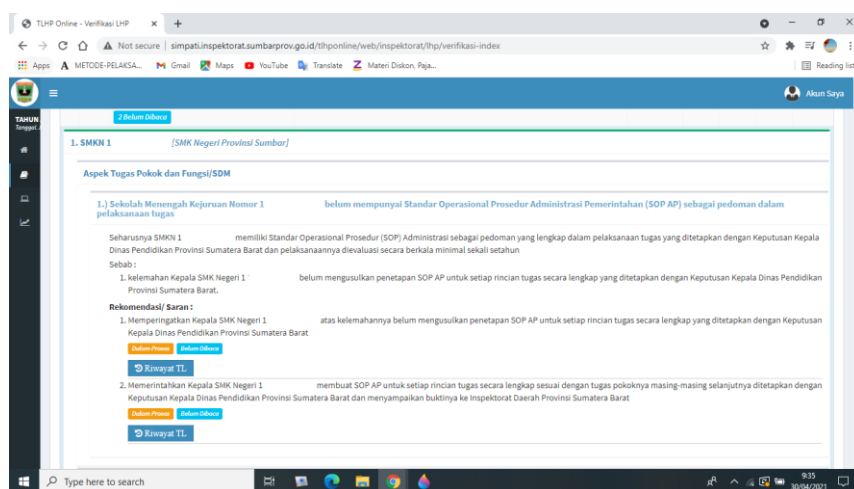 TLHP Online - Verifikasi LHP
Not secure | simpati.inspektorat.sumbarprov.go.id/tlhponline/web/inspektorat/lhp/verifikasi-index
Apps METODE-PELAKSA... Gmail Maps YouTube Translate Materi Diskon, Paja... Reading list
Akun Saya
TAHUN
2 Belum Dibaca
1. SMKN 1 [SMK Negeri Provinsi Sumbar]
Aspek Tugas Pokok dan Fungsi/SDM
1.) Sekolah Menengah Kejuruan Nomor 1 belum mempunyai Standar Operasional Prosedur Administrasi Pemerintahan (SOP AP) sebagai pedoman dalam
pelaksanaan tugas
Seharusnya SMKN 1 memiliki Standar Operasional Prosedur (SOP) Administrasi sebagai pedoman yang lengkap dalam pelaksanaan tugas yang ditetapkan dengan Keputusan Kepala
Dinas Pendidikan Provinsi Sumatera Barat dan pelaksanaannya dievaluasi secara berkala minimal sekali setahun
Sebab :
1. kelemahan Kepala SMK Negeri 1 belum mengusulkan penetapan SOP AP untuk setiap rincian tugas secara lengkap yang ditetapkan dengan Keputusan Kepala Dinas Pendidikan
Provinsi Sumatera Barat.
Rekomendasi/ Saran :
1. Memperingatkan Kepala SMK Negeri 1 atas kelemahannya belum mengusulkan penetapan SOP AP untuk setiap rincian tugas secara lengkap yang ditetapkan dengan Keputusan
Kepala Dinas Pendidikan Provinsi Sumatera Barat
Dalam Proses Belum Dibaca
Riwayat TL
2. Memerintahkan Kepala SMK Negeri 1 membuat SOP AP untuk setiap rincian tugas secara lengkap sesuai dengan tugas pokoknya masing-masing selanjutnya ditetapkan dengan
Keputusan Kepala Dinas Pendidikan Provinsi Sumatera Barat dan menyampaikan buktinya ke Inspektorat Daerah Provinsi Sumatera Barat
Dalam Proses Belum Dibaca
Riwayat TL
Type here to search
9:35
30/04/2021